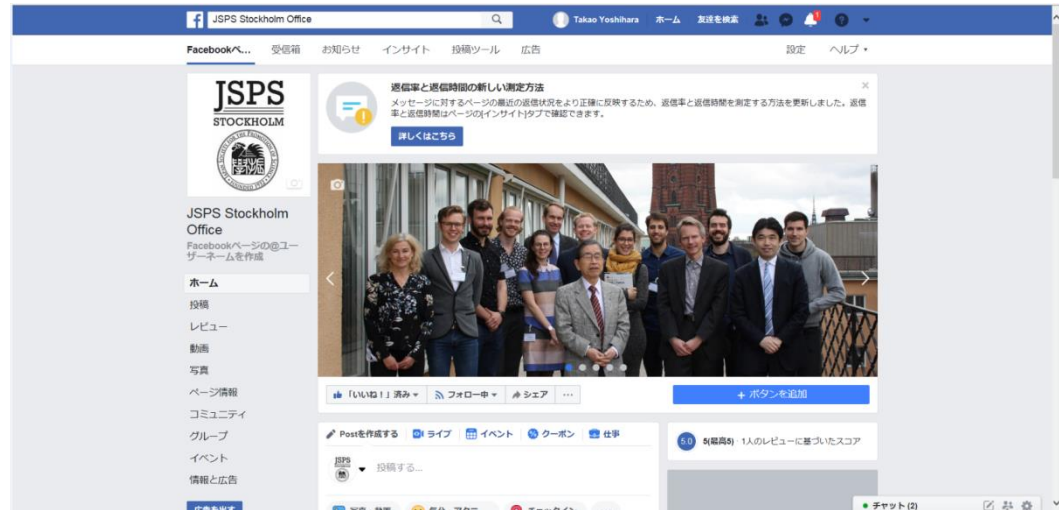 JSPS Stockholm Office
Takao Yoshihara
ホーム
友達を検索
Facebookペ...
受信箱
お知らせ
インサイト
投稿ツール
広告
設定
ヘルプ
JSPS
STOCKHOLM
返信率と返信時間の新しい測定方法
メッセージに対するページの最近の返信状況をより正確に反映するため、返信率と返信時間を測定する方法を更新しました。返信
率と返信時間はページの[インサイト]タブで確認できます。
詳しくはこちら
JSPS Stockholm
Office
Facebookページの@ユー
ザーネームを作成
ホーム
投稿
レビュー
動画
写真
ページ情報
コミュニティ
グループ
イベント
情報と広告
広告を出す
「いいね！」済み
フォロー中
シェア
+ ボタンを追加
Postを作成する
ライブ
イベント
クーポン
仕事
JSPS
投稿する...
5.0
5(最高5) · 1人のレビューに基づいたスコア
チャット (2)